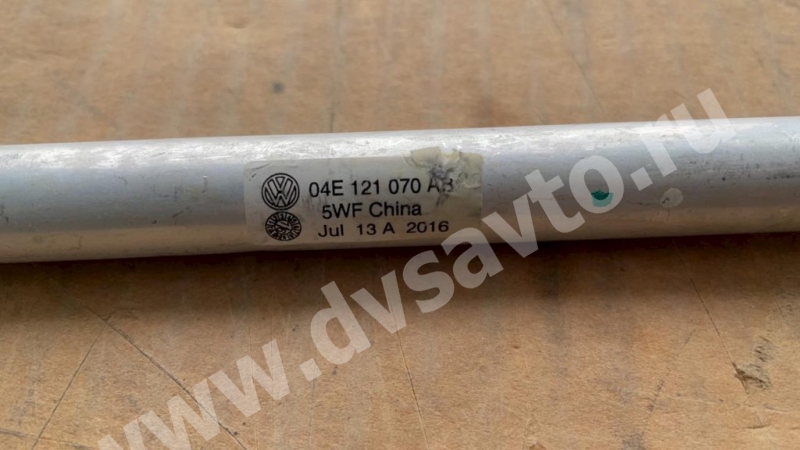 04E 121 070 AB
5WF China
Jul 13 A 2016
www.dvsavto.ru